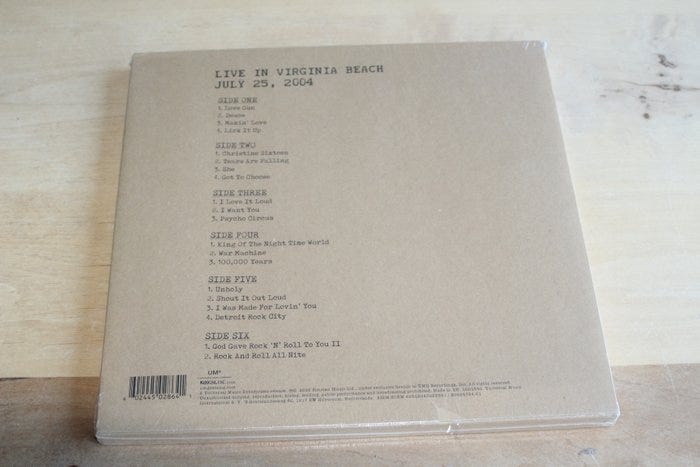 LIVE IN VIRGINIA BEACH
JULY 25, 2004
SIDE ONE
1. Love Gun
2. Deuce
3. Makin' Love
4. Lick It Up
SIDE TWO
1. Christine Sixteen
2. Tears Are Falling
3. She
4. Got To Choose
SIDE THREE
1. I Love It Loud
2. I Want You
3. Psycho Circus
SIDE FOUR
1. King Of The Night Time World
2. War Machine
3. 100,000 Years
SIDE FIVE
1. Unholy
2. Shout It Out Loud
3. I Was Made For Lovin' You
4. Detroit Rock City
SIDE SIX
1. God Gave Rock 'N' Roll To You II
2. Rock And Roll All Nite
UMe
6 02445 02864 1